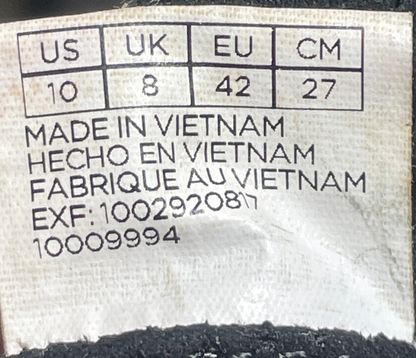 US UK EU CM
10 8 42 27
MADE IN VIETNAM
HECHO EN VIETNAM
FABRIQUE AU VIETNAM
EXF:
10009994